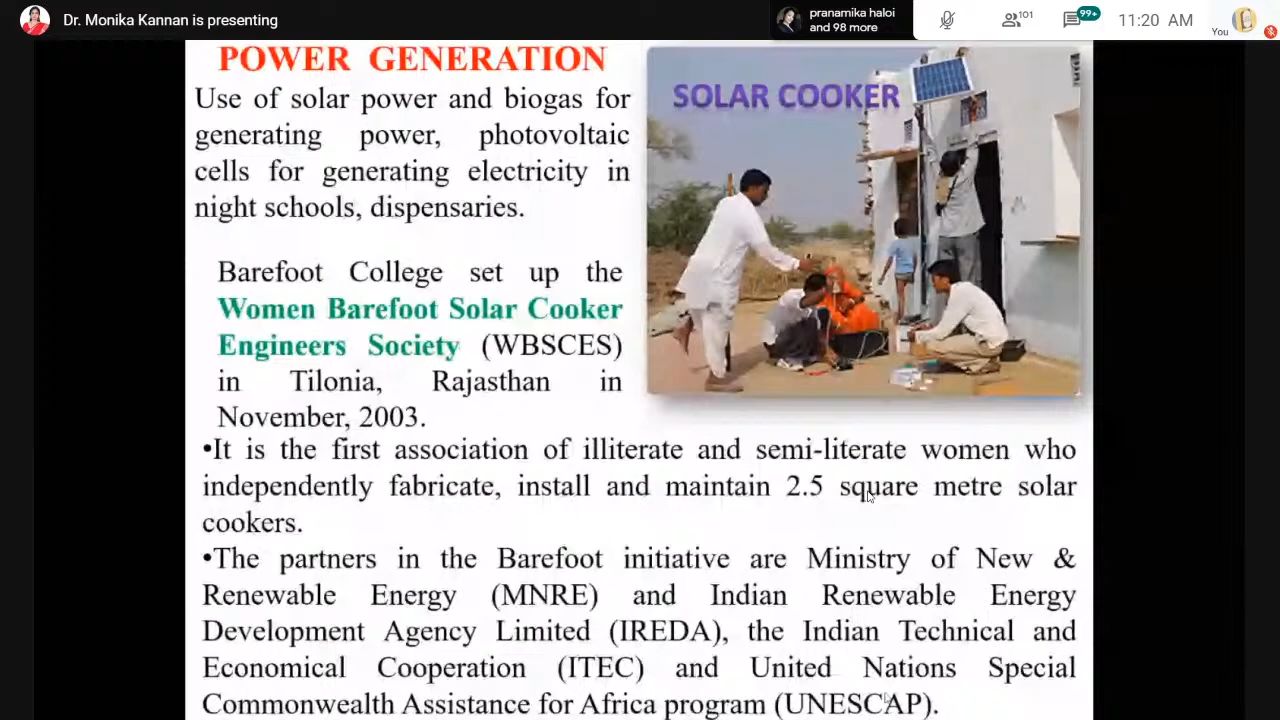 Dr. Monika Kannan is presenting
pranamika haloi
and 98 more
101
99+
11:20 AM
You
POWER GENERATION
Use of solar power and biogas for
generating power, photovoltaic
cells for generating electricity in
night schools, dispensaries.
SOLAR COOKER
Barefoot College set up the
Women Barefoot Solar Cooker
Engineers Society (WBSCES)
in Tilonia, Rajasthan in
November, 2003.
•It is the first association of illiterate and semi-literate women who
independently fabricate, install and maintain 2.5 square metre solar
cookers.
•The partners in the Barefoot initiative are Ministry of New &
Renewable Energy (MNRE) and Indian Renewable Energy
Development Agency Limited (IREDA), the Indian Technical and
Economical Cooperation (ITEC) and United Nations Special
Commonwealth Assistance for Africa program (UNESCAP).